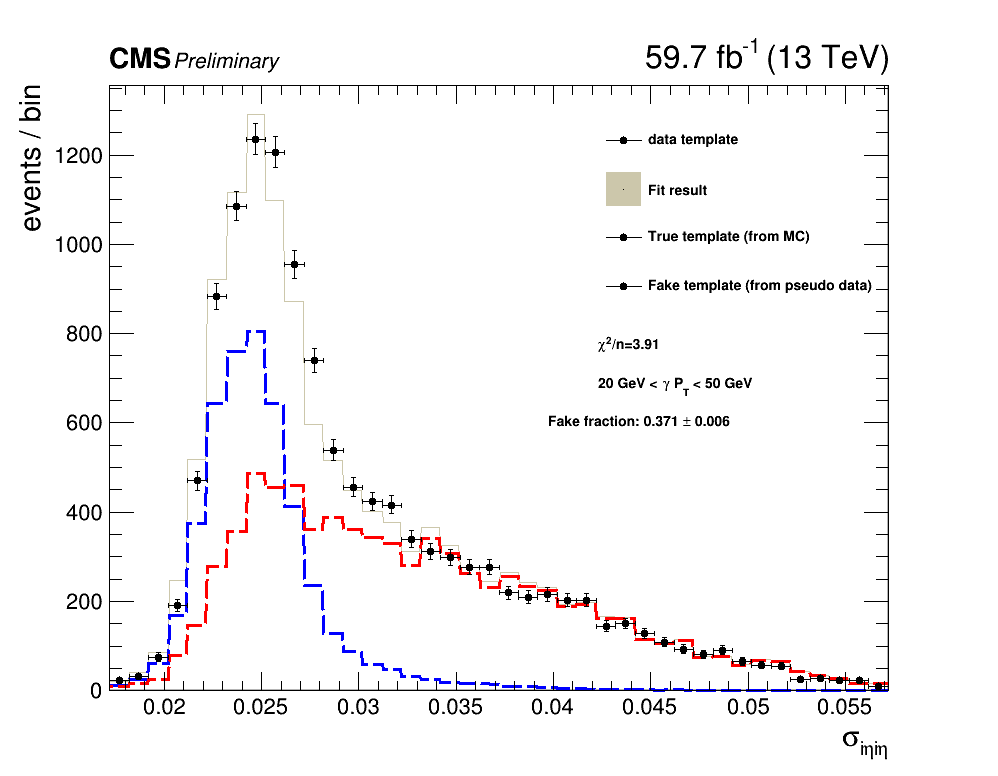 CMS Preliminary 59.7 fb⁻¹ (13 TeV)
events / bin
data template
Fit result
True template (from MC)
Fake template (from pseudo data)
χ²/n=3.91
20 GeV < γ P_T < 50 GeV
Fake fraction: 0.371 ± 0.006
1200
1000
800
600
400
200
0
0.02 0.025 0.03 0.035 0.04 0.045 0.05 0.055
σ_iηiη